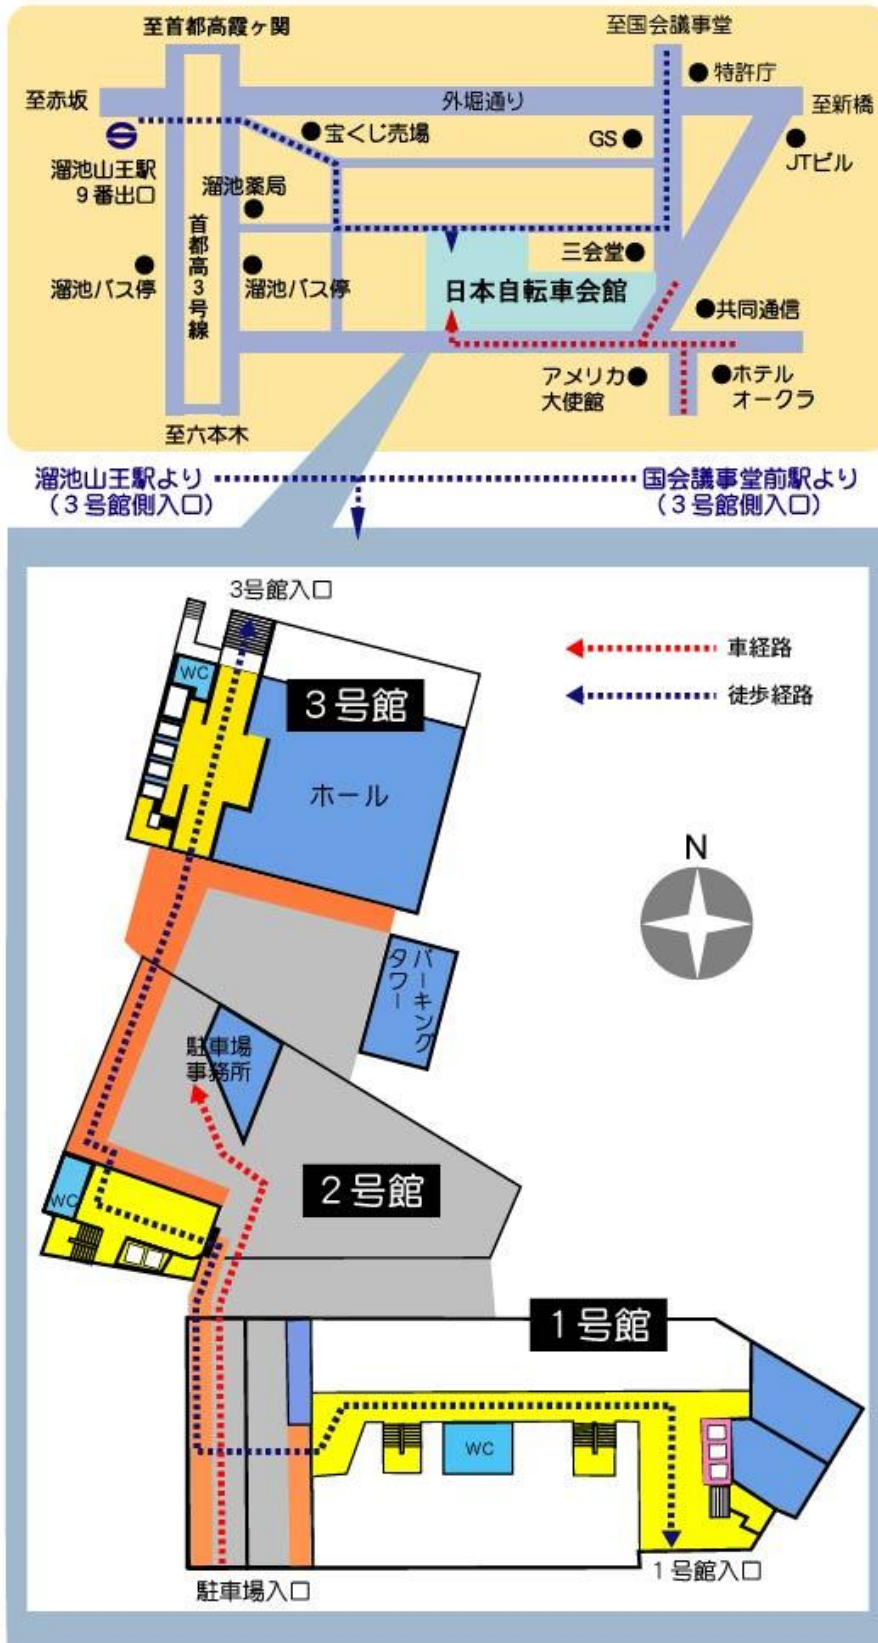 至首都高霞ヶ関
至国会議事堂
特許庁
至赤坂
外堀通り
至新橋
宝くじ売場
GS
JTビル
溜池山王駅
9番出口
溜池薬局
首都高3号線
三会堂
溜池バス停
溜池バス停
日本自転車会館
共同通信
アメリカ
大使館
ホテル
オークラ
至六本木
溜池山王駅より
(3号館側入口)
国会議事堂前駅より
(3号館側入口)
3号館入口
車経路
徒歩経路
WC
3号館
ホール
N
パーキング
タワー
駐車場
事務所
2号館
WC
1号館
WC
1号館入口
駐車場入口